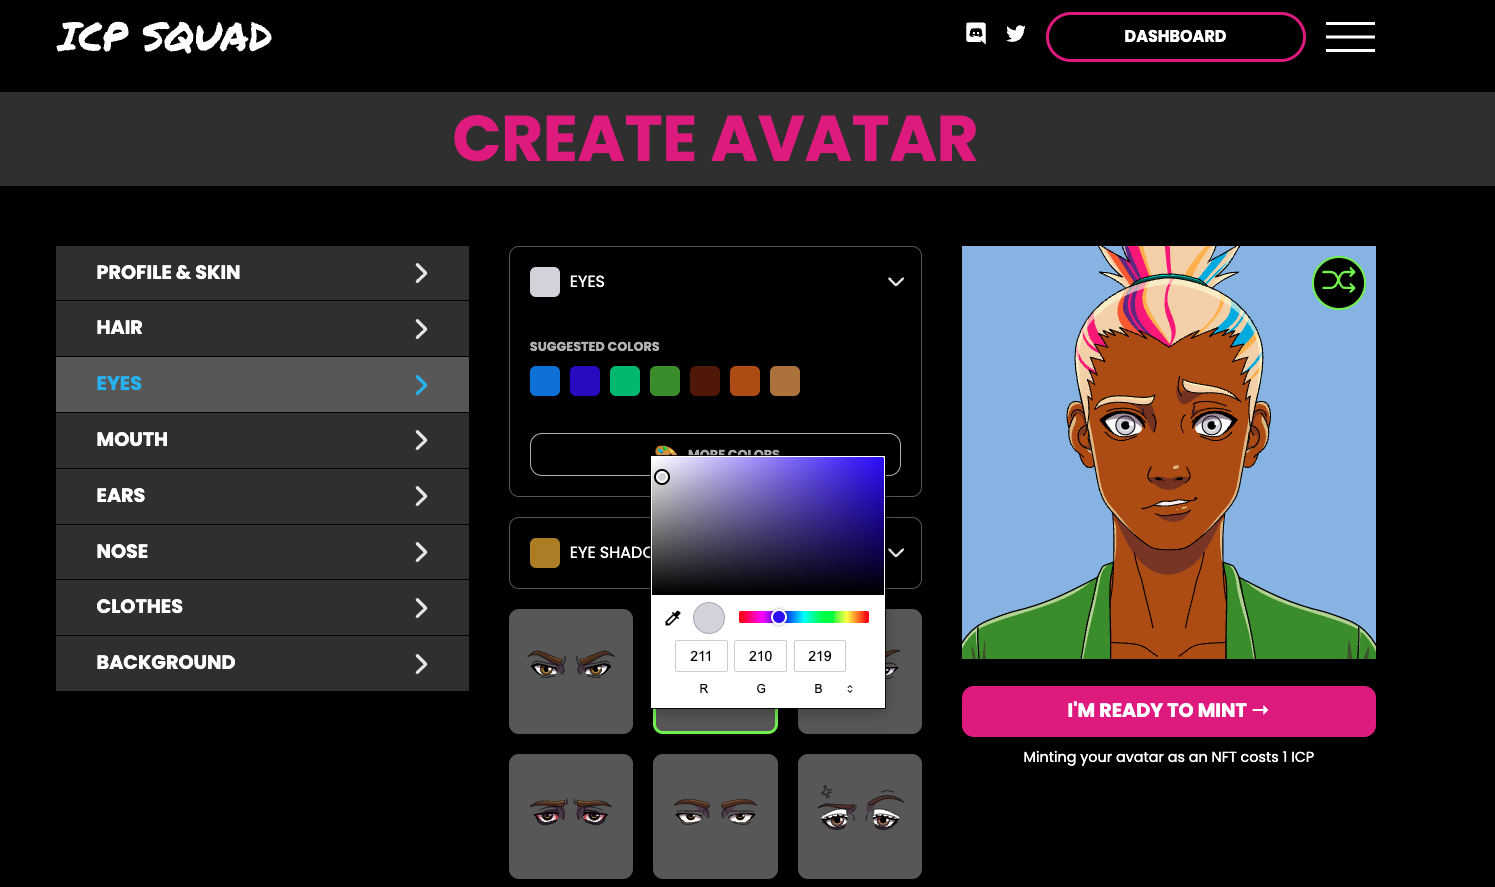 ICP SQUAD
DASHBOARD
CREATE AVATAR
PROFILE & SKIN
HAIR
EYES
MOUTH
EARS
NOSE
CLOTHES
BACKGROUND
EYES
SUGGESTED COLORS
MORE COLORS
EYE SHADO
211 210 219
R G B
I'M READY TO MINT →
Minting your avatar as an NFT costs 1 ICP